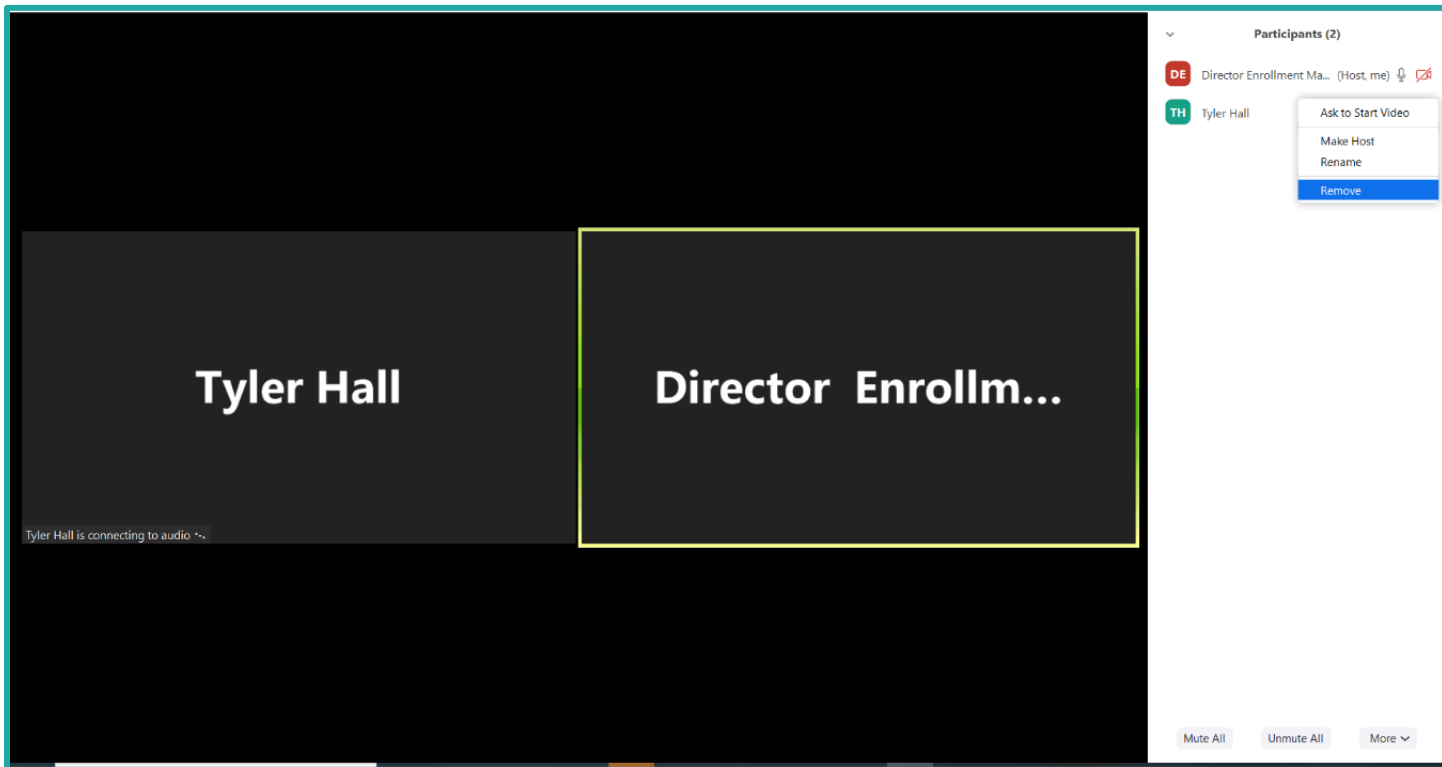 Participants (2)
DE Director Enrollment Ma... (Host, me)
TH Tyler Hall
Ask to Start Video
Make Host
Rename
Remove
Tyler Hall
Director Enrollm...
Tyler Hall is connecting to audio
Mute All Unmute All More